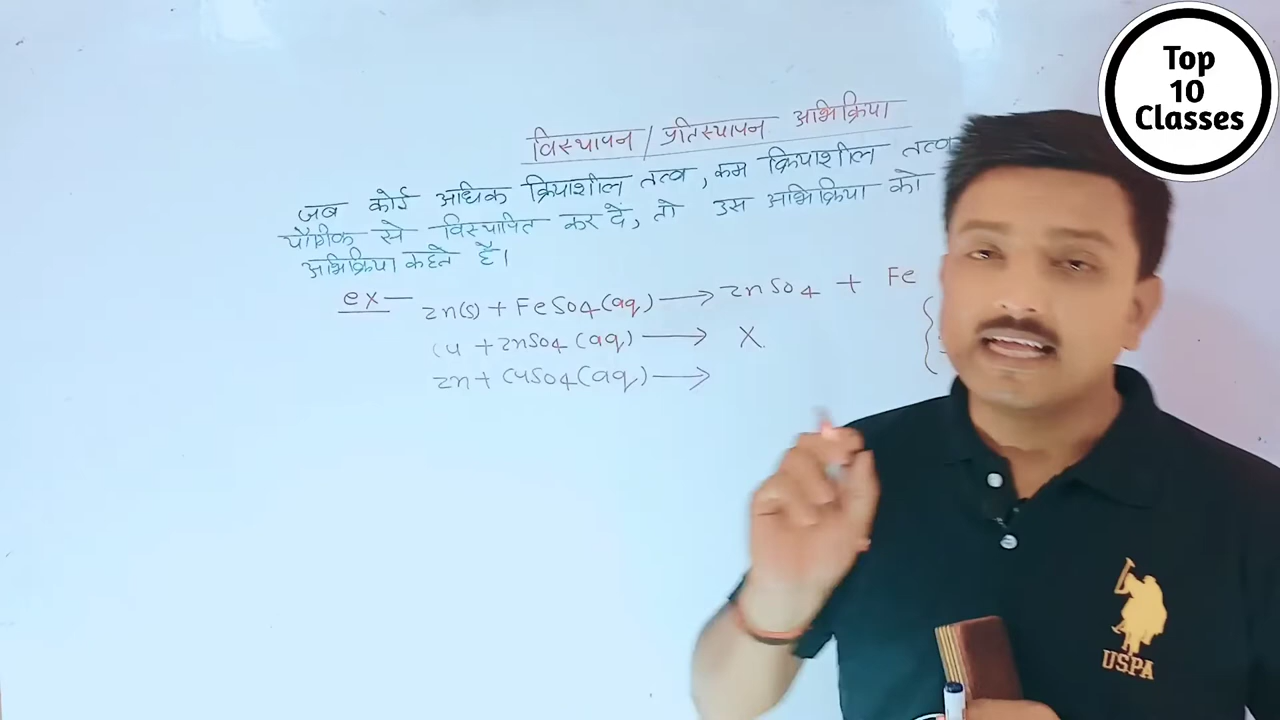 Top
10
Classes
विस्थापन / प्रतिस्थापन अभिक्रिया
जब कोई अधिक क्रियाशील तत्व, कम क्रियाशील तत्व
यौगिक से विस्थापित कर दें, तो उस अभिक्रिया को
अभिक्रिया कहते हैं।
ex— Zn(s) + FeSO4(aq) ⟶ ZnSO4 + Fe
Cu + ZnSO4(aq) ⟶ X
Zn + CuSO4(aq) ⟶
USPA